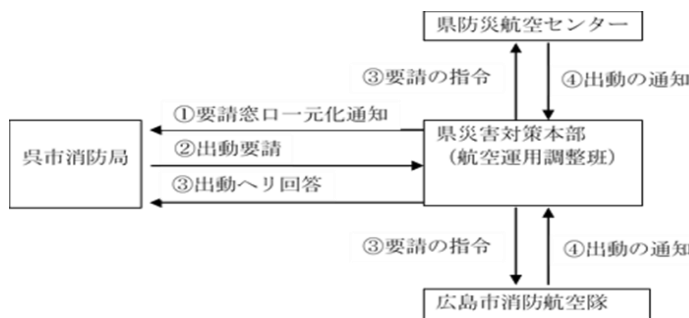 県防災航空センター
③要請の指令
④出動の通知
①要請窓口一元化通知
呉市消防局
②出動要請
県災害対策本部
（航空運用調整班）
③出動ヘリ回答
③要請の指令
④出動の通知
広島市消防航空隊